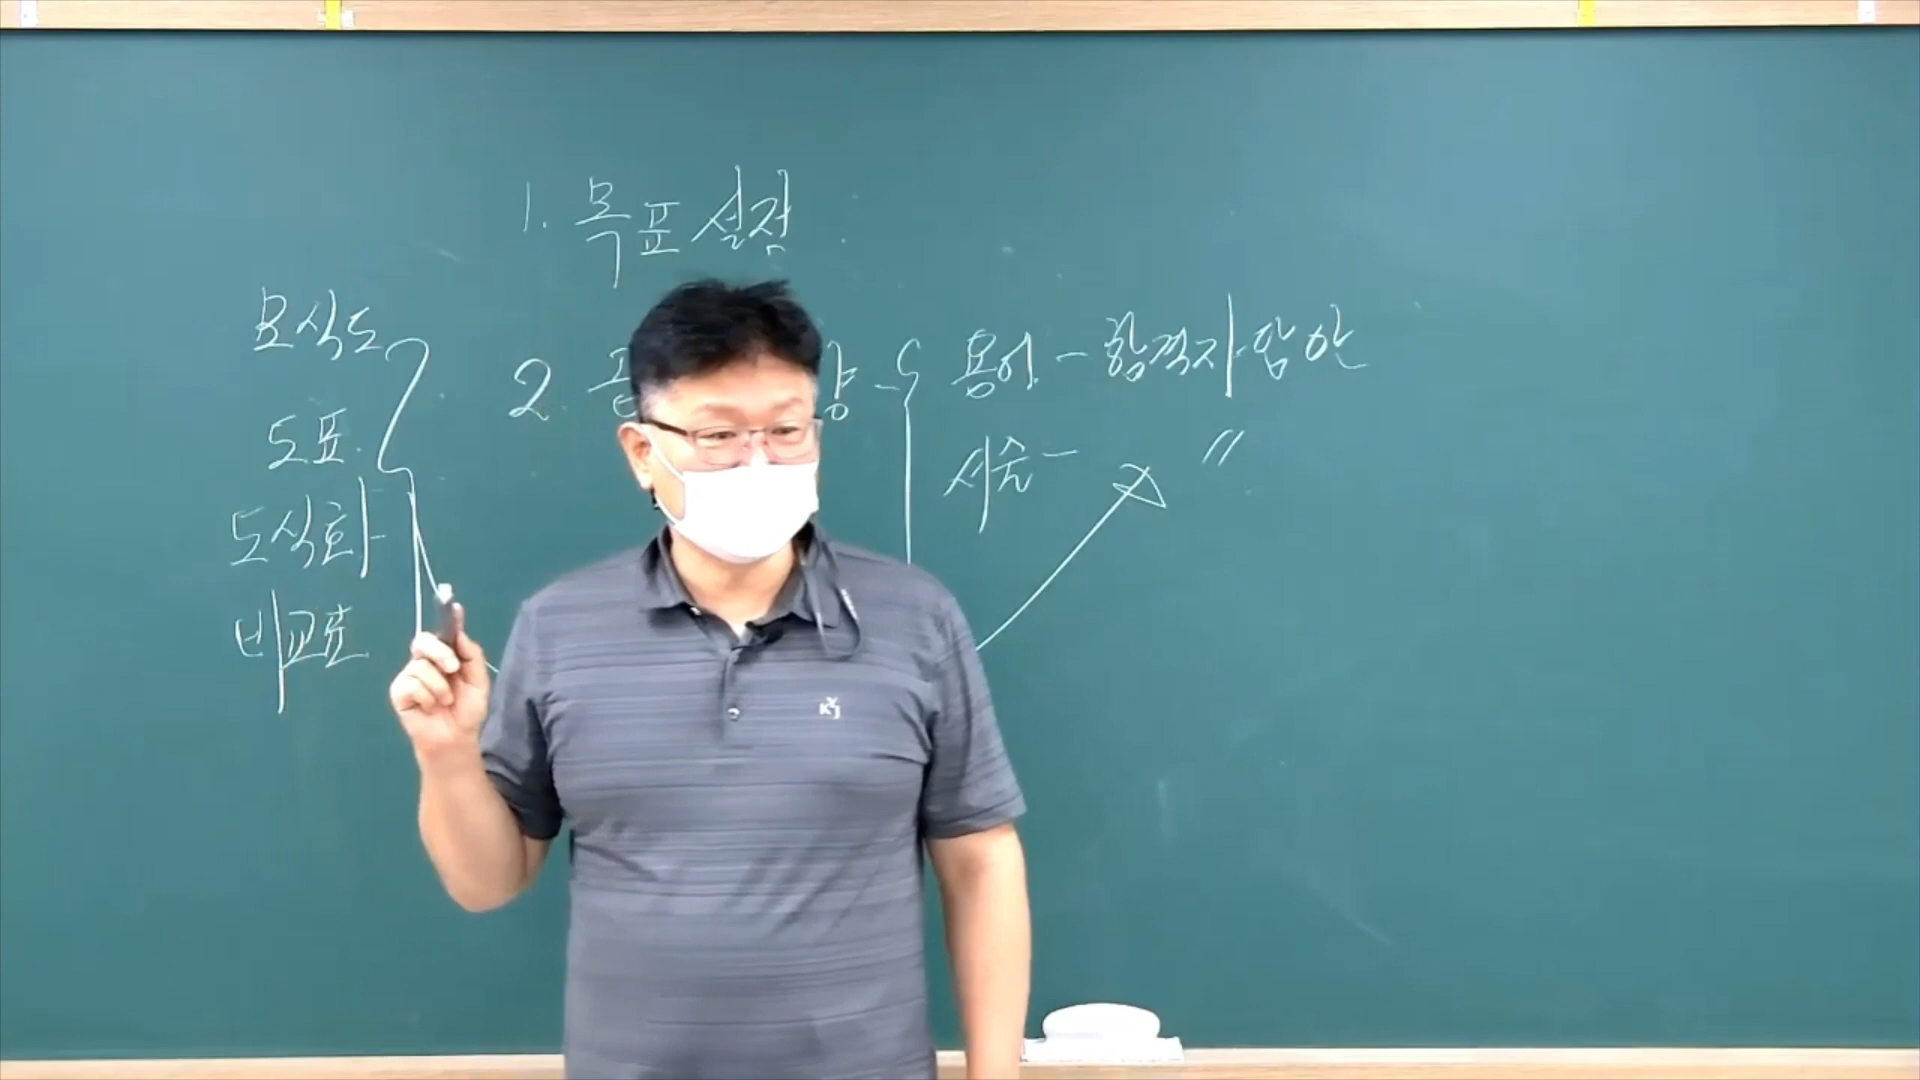 1. 목표설정
2.
용어 - 합격자 답안
서술 - 〃
모식도
도표
도식화
비교표
KJ